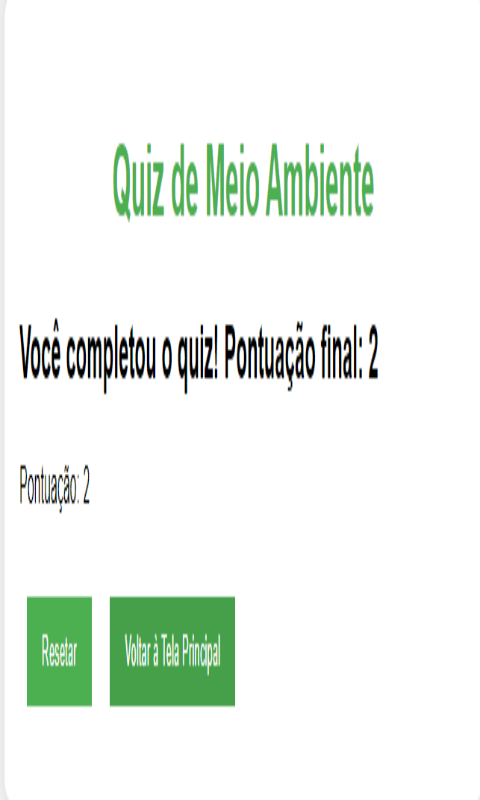 Quiz de Meio Ambiente
Você completou o quiz! Pontuação final: 2
Pontuação: 2
Resetar
Voltar à Tela Principal